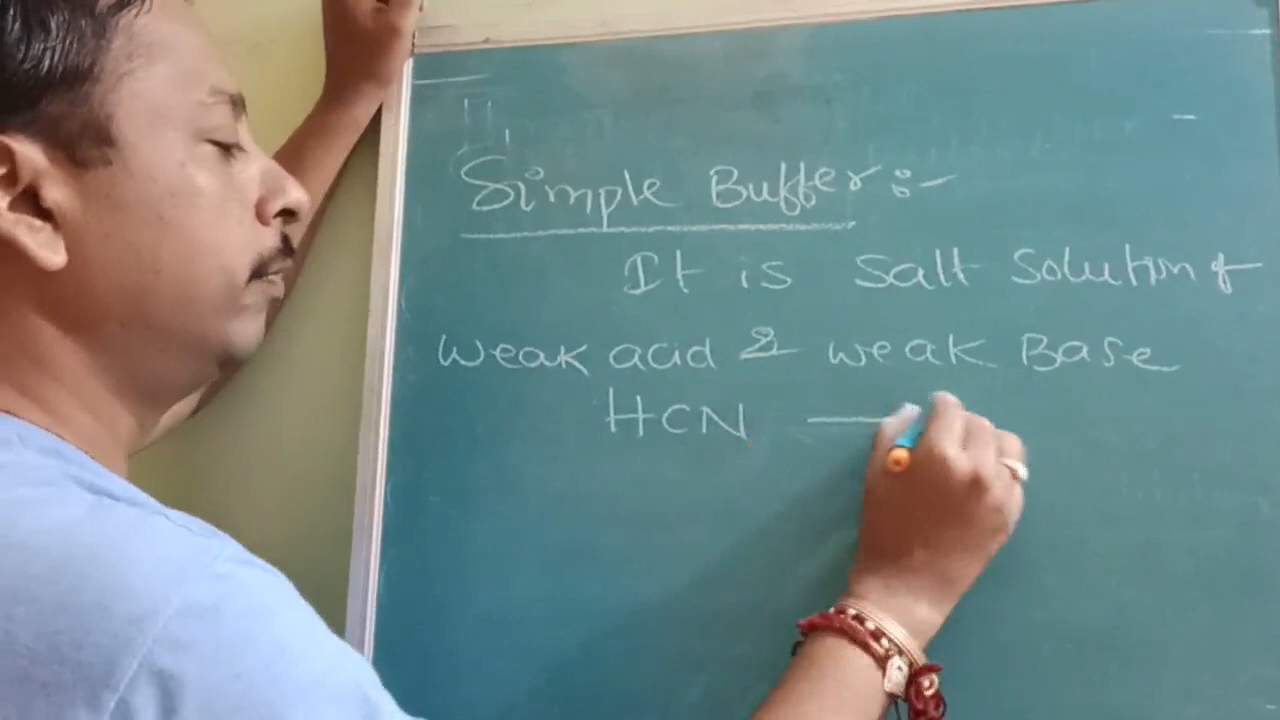 Simple Buffer :-
It is Salt Solution of
Weak acid & weak Base
HCN